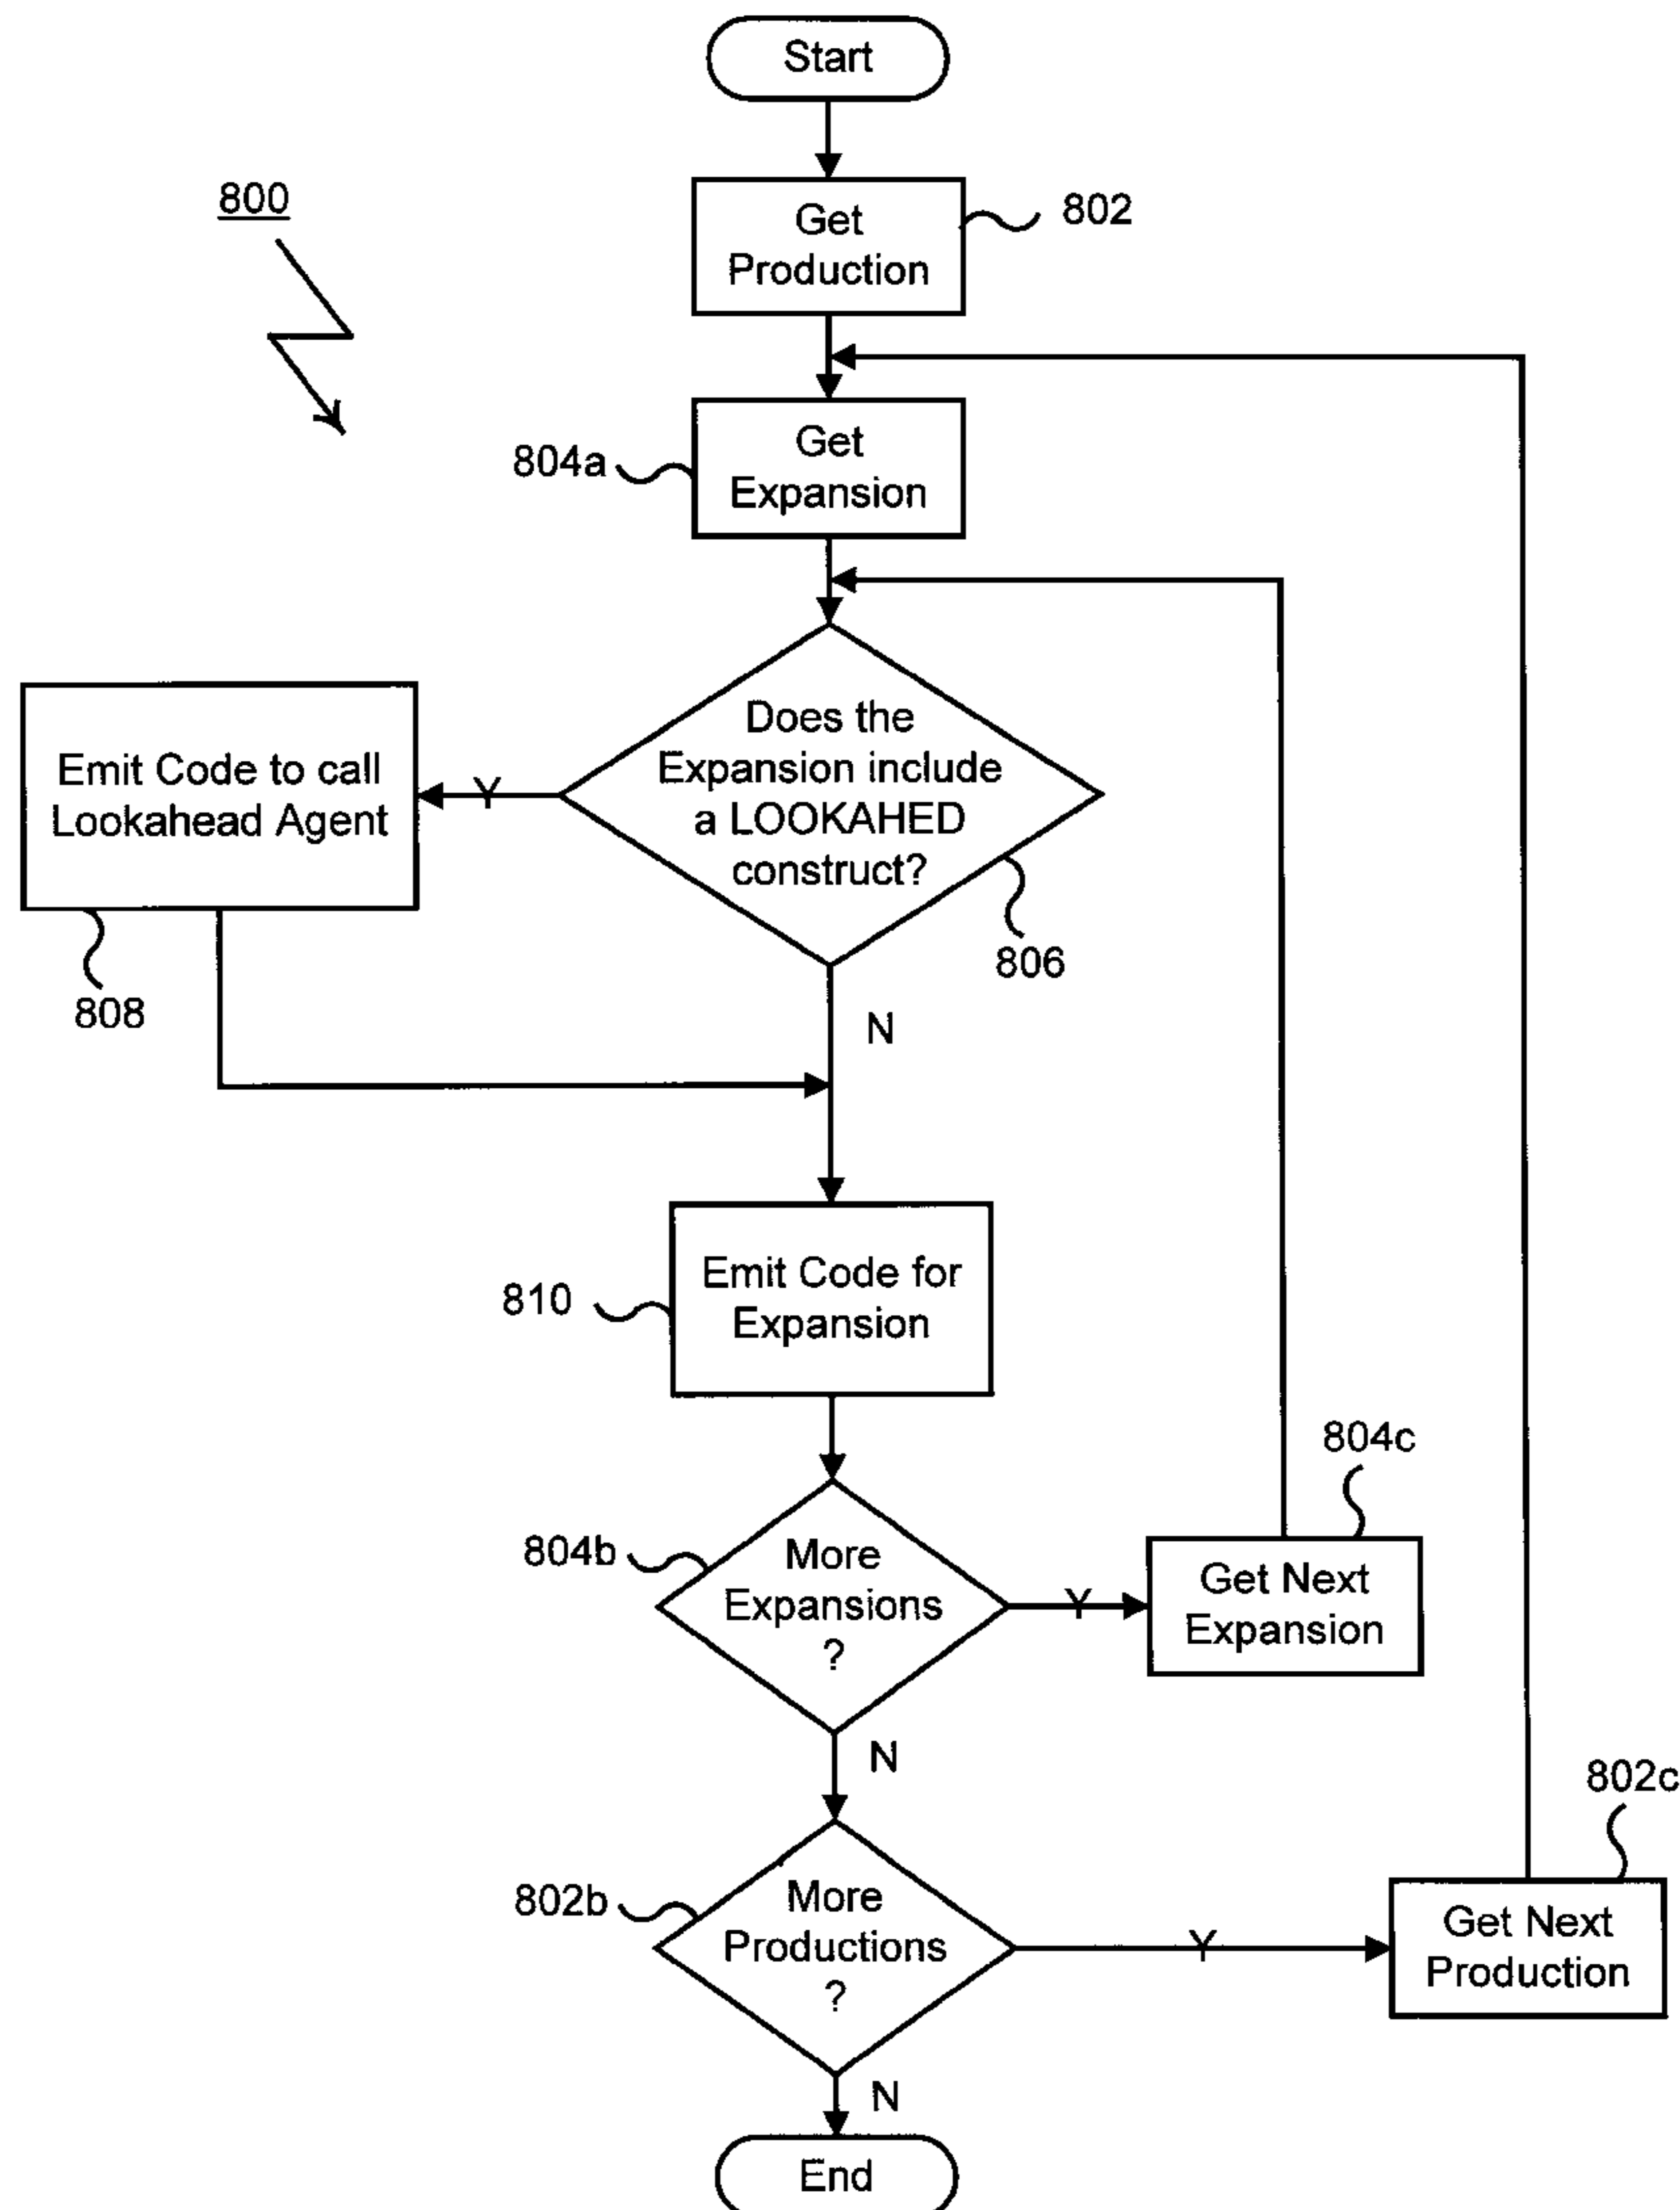 Start
800
Get
Production
802
804a
Get
Expansion
Does the
Expansion include
a LOOKAHED
construct?
Y
Emit Code to call
Lookahead Agent
806
808
N
810
Emit Code for
Expansion
804c
804b
More
Expansions
?
Y
Get Next
Expansion
N
802c
802b
More
Productions
?
Y
Get Next
Production
N
End